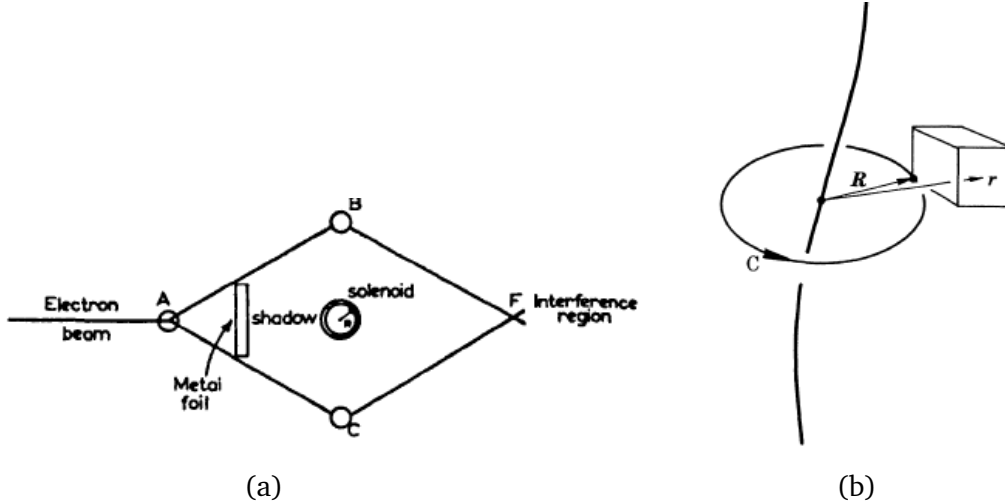 B
A
F
Electron
beam
shadow
solenoid
R
Interference
region
Metal
foil
C
R
r
C
(a)
(b)